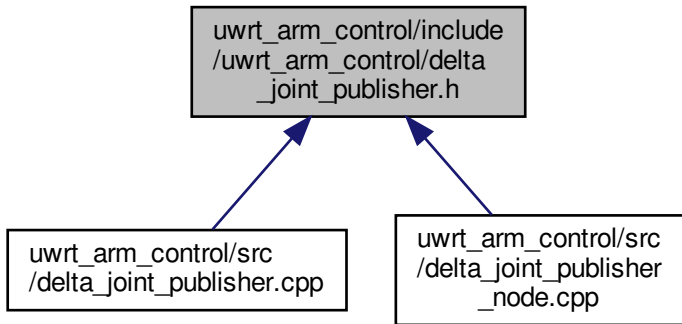 uwrt_arm_control/include
/uwrt_arm_control/delta
_joint_publisher.h
uwrt_arm_control/src
/delta_joint_publisher.cpp
uwrt_arm_control/src
/delta_joint_publisher
_node.cpp